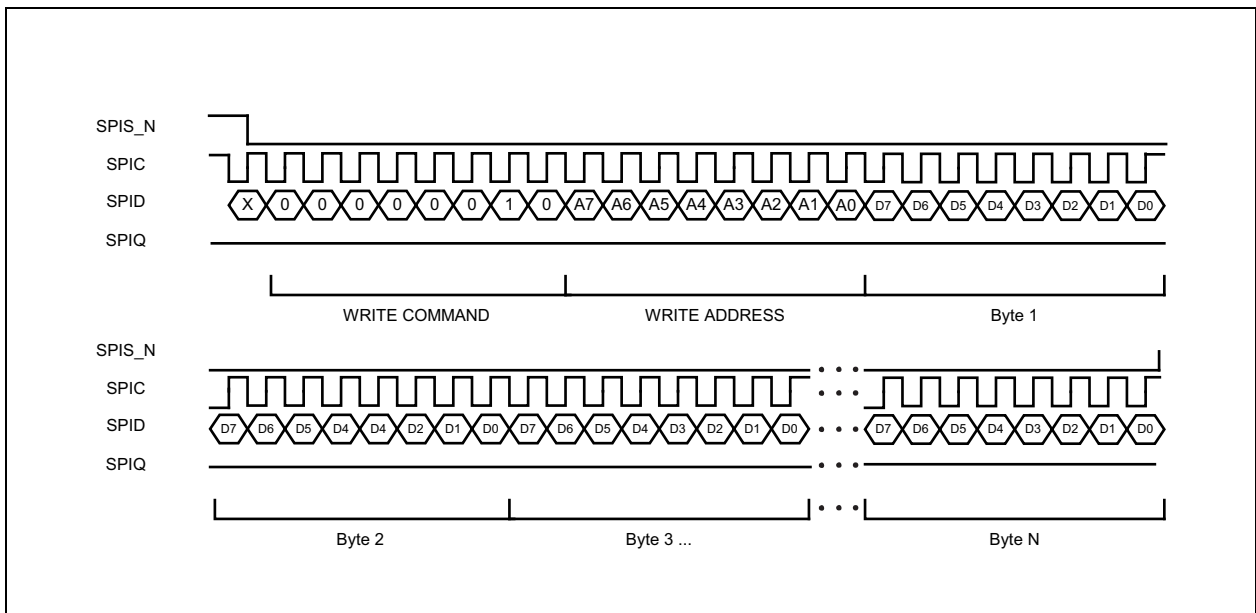 SPIS_N
SPIC
SPID X 0 0 0 0 0 0 1 0 A7 A6 A5 A4 A3 A2 A1 A0 D7 D6 D5 D4 D3 D2 D1 D0
SPIQ
WRITE COMMAND WRITE ADDRESS Byte 1
SPIS_N
SPIC
SPID D7 D6 D5 D4 D4 D2 D1 D0 D7 D6 D5 D4 D3 D2 D1 D0 D7 D6 D5 D4 D3 D2 D1 D0
SPIQ
Byte 2 Byte 3 ... Byte N